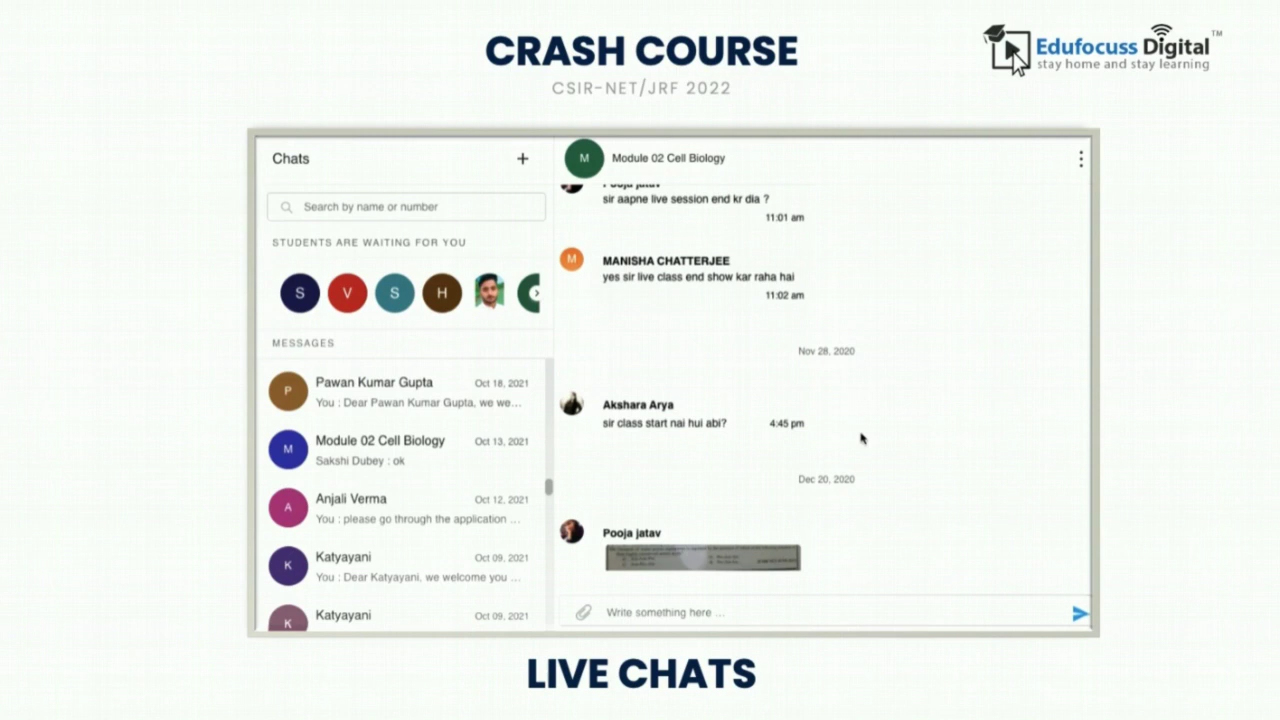 CRASH COURSE
CSIR-NET/JRF 2022
Edufocuss Digital ™
stay home and stay learning
Chats
+
Search by name or number
STUDENTS ARE WAITING FOR YOU
S V S H
MESSAGES
P
Pawan Kumar Gupta Oct 18, 2021
You : Dear Pawan Kumar Gupta, we we...
M
Module 02 Cell Biology Oct 13, 2021
Sakshi Dubey : ok
A
Anjali Verma Oct 12, 2021
You : please go through the application ...
K
Katyayani Oct 09, 2021
You : Dear Katyayani, we welcome you ...
K
Katyayani Oct 09, 2021
M
Module 02 Cell Biology
Pooja jatav
sir aapne live session end kr dia ?
11:01 am
M
MANISHA CHATTERJEE
yes sir live class end show kar raha hai
11:02 am
Nov 28, 2020
Akshara Arya
sir class start nai hui abi? 4:45 pm
Dec 20, 2020
Pooja jatav
Write something here ...
LIVE CHATS